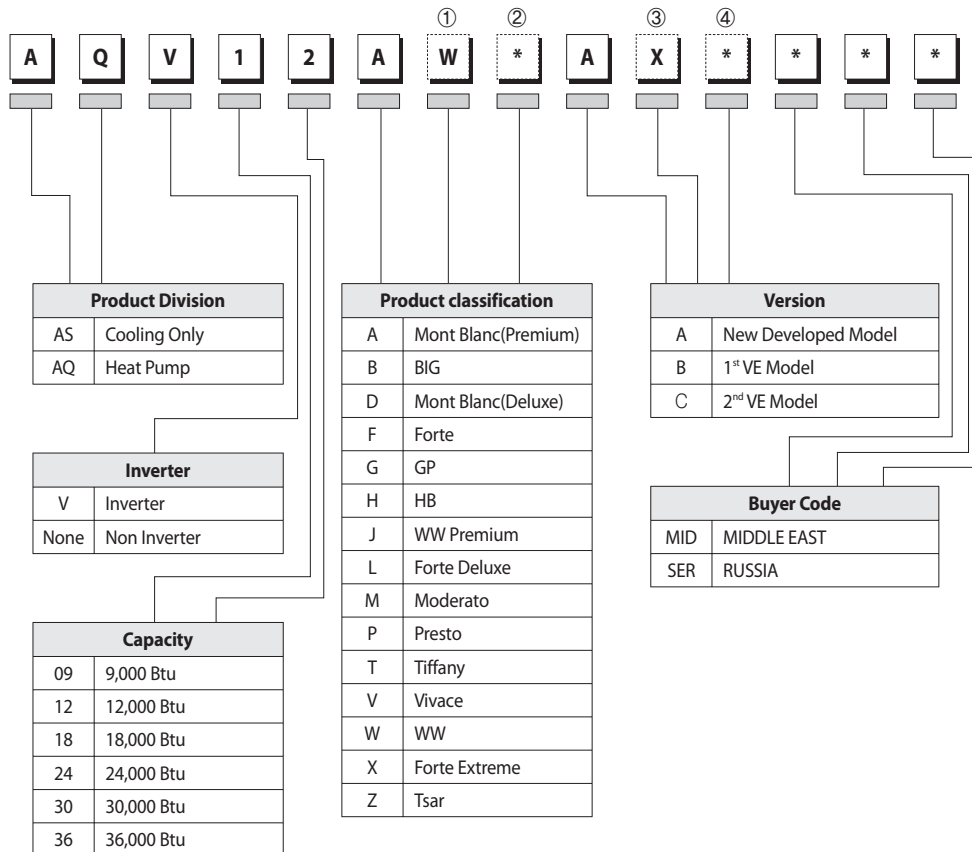 ① ② ③ ④
A Q V 1 2 A W * A X * * * *
Product Division
AS Cooling Only
AQ Heat Pump
Inverter
V Inverter
None Non Inverter
Capacity
09 9,000 Btu
12 12,000 Btu
18 18,000 Btu
24 24,000 Btu
30 30,000 Btu
36 36,000 Btu
Product classification
A Mont Blanc(Premium)
B BIG
D Mont Blanc(Deluxe)
F Forte
G GP
H HB
J WW Premium
L Forte Deluxe
M Moderato
P Presto
T Tiffany
V Vivace
W WW
X Forte Extreme
Z Tsar
Version
A New Developed Model
B 1st VE Model
C 2nd VE Model
Buyer Code
MID MIDDLE EAST
SER RUSSIA